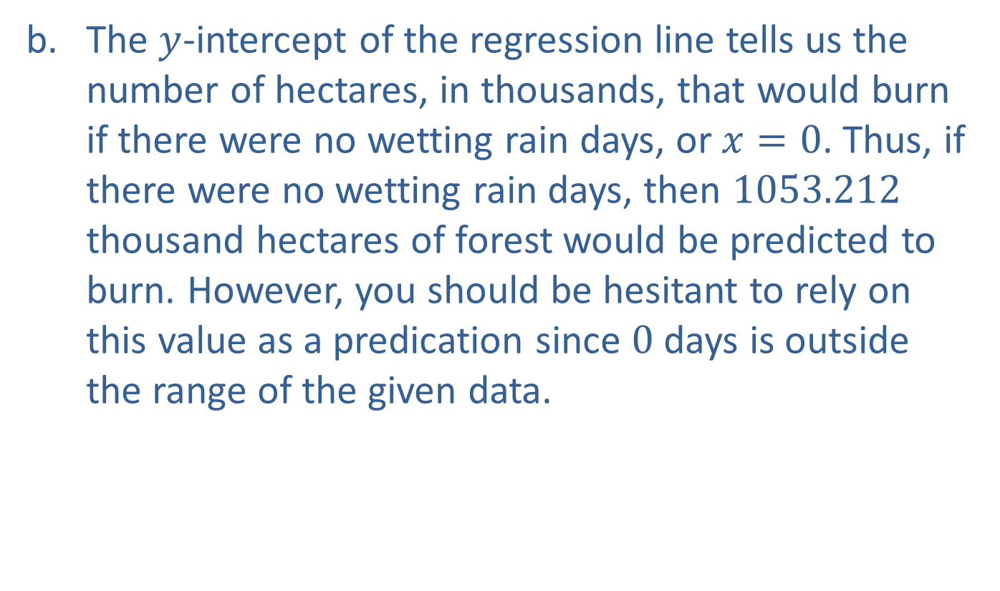 b. The y-intercept of the regression line tells us the
number of hectares, in thousands, that would burn
if there were no wetting rain days, or x = 0. Thus, if
there were no wetting rain days, then 1053.212
thousand hectares of forest would be predicted to
burn. However, you should be hesitant to rely on
this value as a predication since 0 days is outside
the range of the given data.